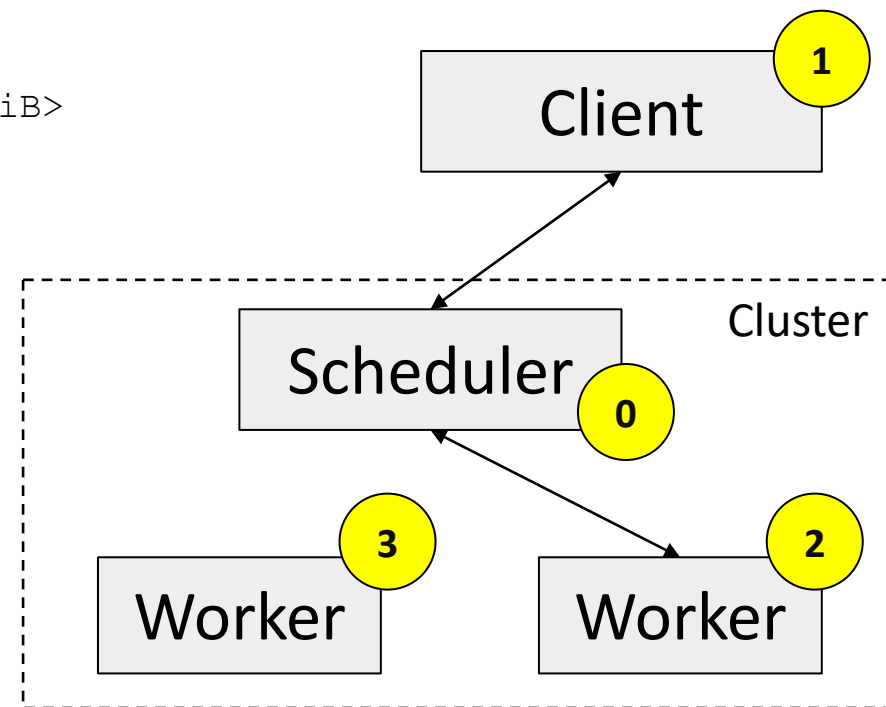 1
iB>
Client
Cluster
Scheduler
0
3
2
Worker
Worker